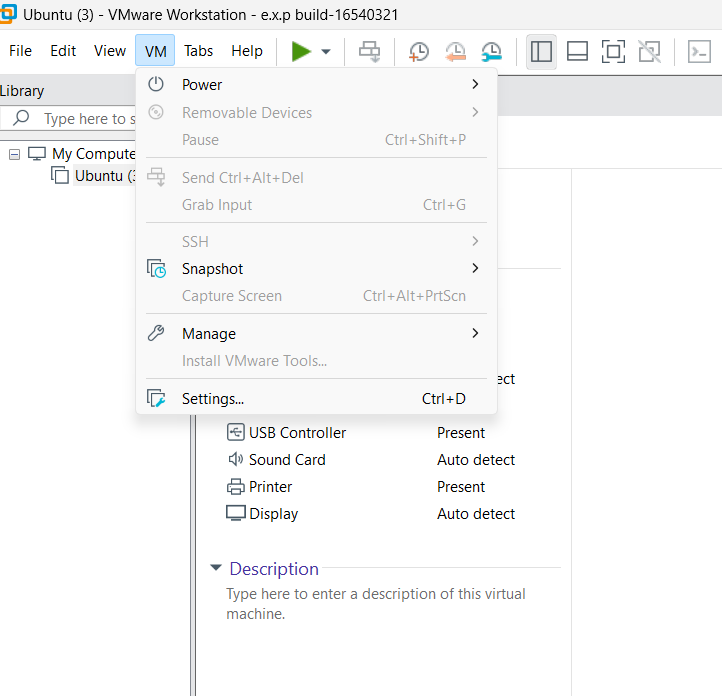 Ubuntu (3) - VMware Workstation - e.x.p build-16540321
File Edit View VM Tabs Help
Library
Type here to s
My Compute
Ubuntu (3
Power
Removable Devices
Pause Ctrl+Shift+P
Send Ctrl+Alt+Del
Grab Input Ctrl+G
SSH
Snapshot
Capture Screen Ctrl+Alt+PrtScn
Manage
Install VMware Tools...
Settings... Ctrl+D
ect
USB Controller Present
Sound Card Auto detect
Printer Present
Display Auto detect
Description
Type here to enter a description of this virtual
machine.